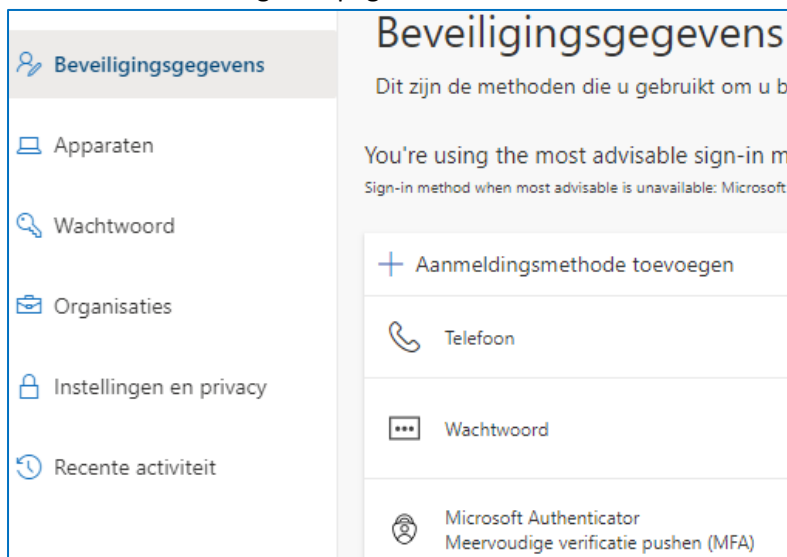 Beveiligingsgegevens
Apparaten
Wachtwoord
Organisaties
Instellingen en privacy
Recente activiteit
Beveiligingsgegevens
Dit zijn de methoden die u gebruikt om u b
You're using the most advisable sign-in m
Sign-in method when most advisable is unavailable: Microsoft
Aanmeldingsmethode toevoegen
Telefoon
Wachtwoord
Microsoft Authenticator
Meervoudige verificatie pushen (MFA)